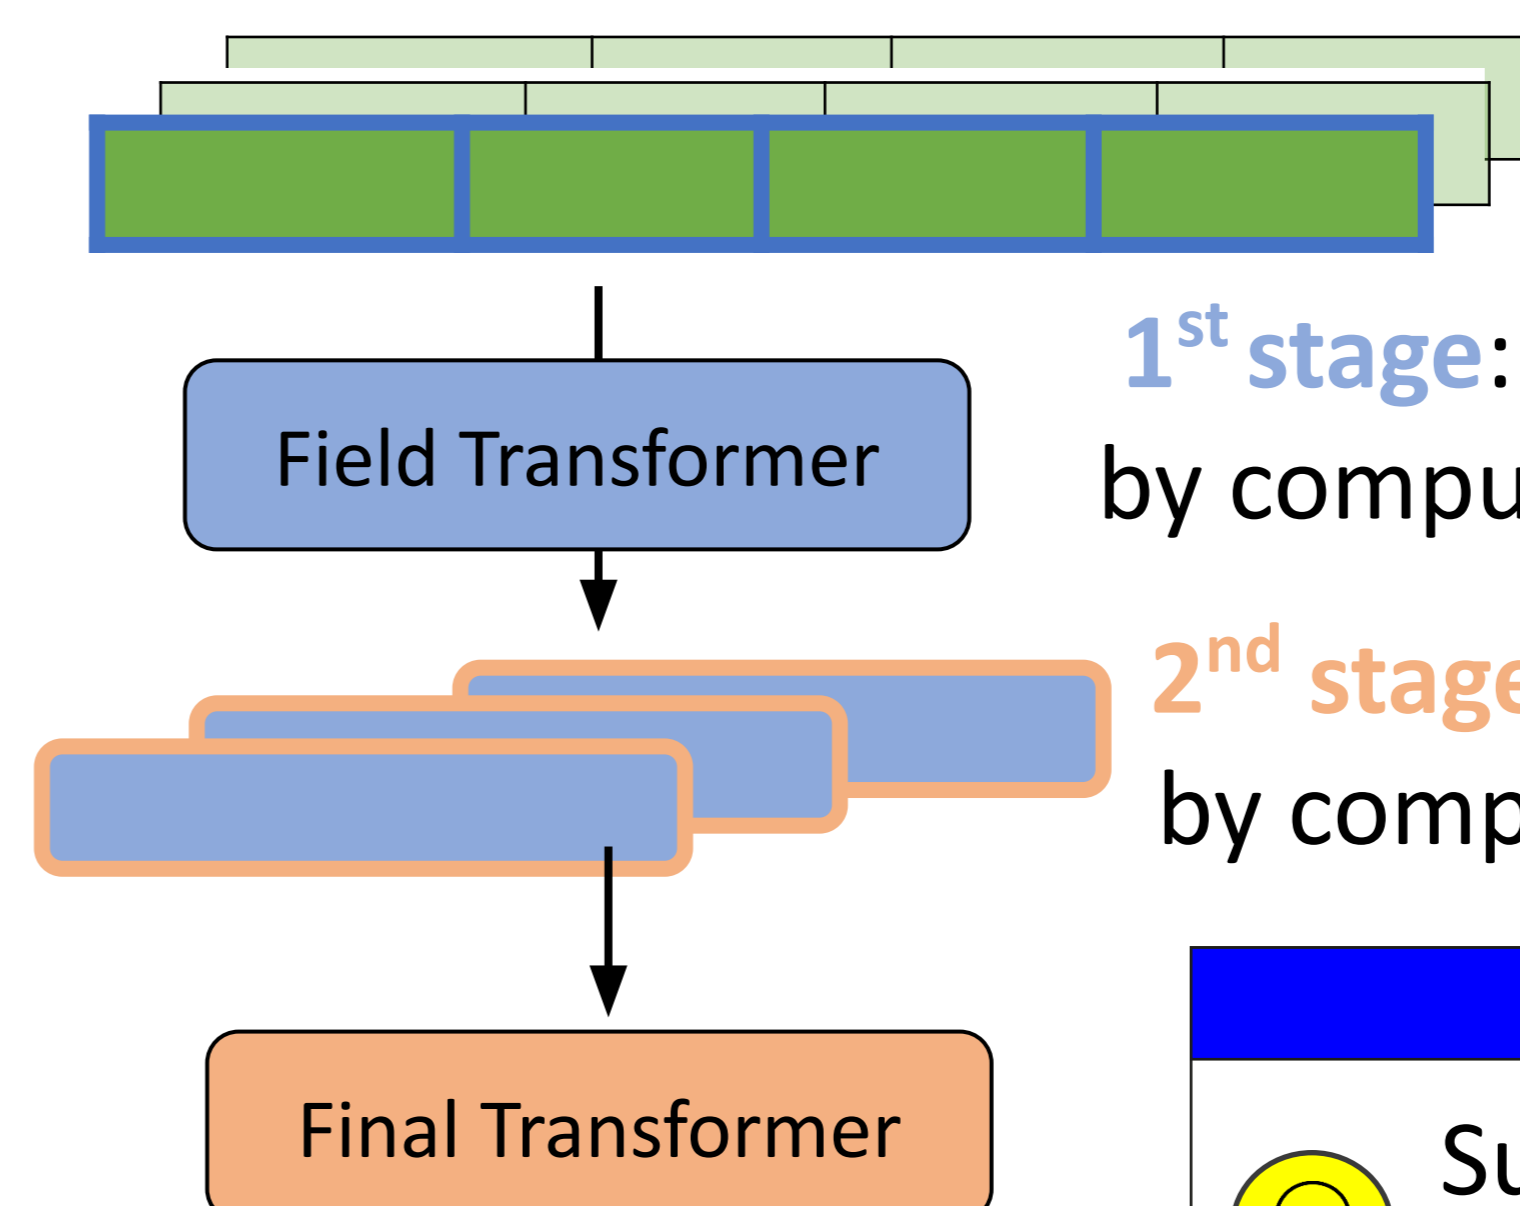 1st stage:
Field Transformer
by compu
2nd stage
by comp
Final Transformer
Su